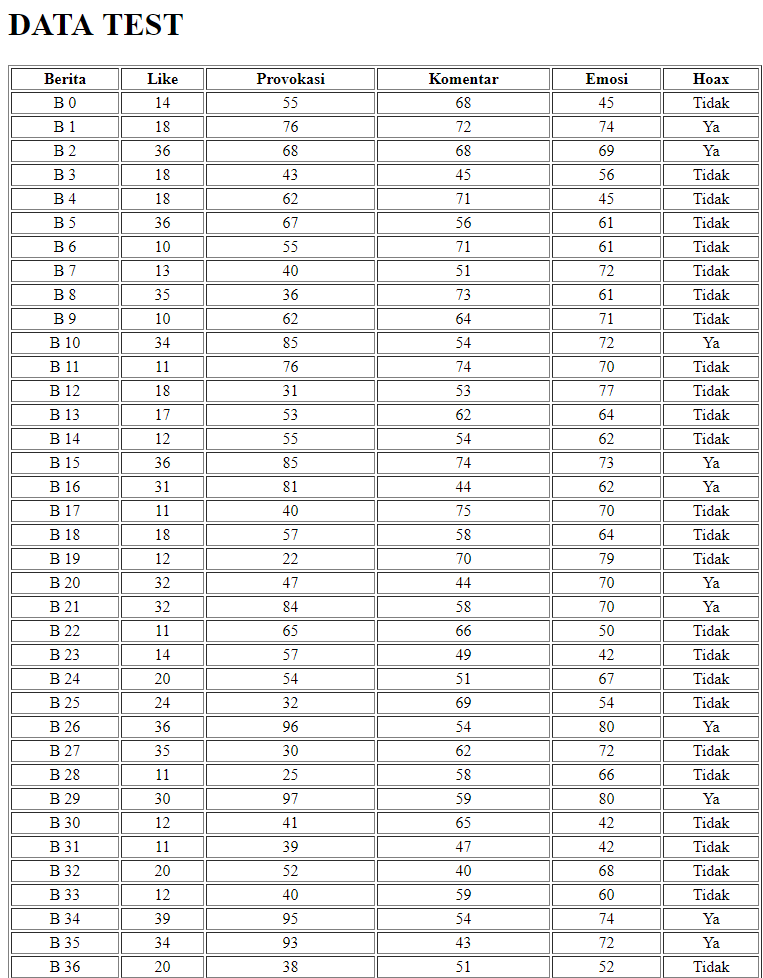 DATA TEST
Berita Like Provokasi Komentar Emosi Hoax
B 0 14 55 68 45 Tidak
B 1 18 76 72 74 Ya
B 2 36 68 68 69 Ya
B 3 18 43 45 56 Tidak
B 4 18 62 71 45 Tidak
B 5 36 67 56 61 Tidak
B 6 10 55 71 61 Tidak
B 7 13 40 51 72 Tidak
B 8 35 36 73 61 Tidak
B 9 10 62 64 71 Tidak
B 10 34 85 54 72 Ya
B 11 11 76 74 70 Tidak
B 12 18 31 53 77 Tidak
B 13 17 53 62 64 Tidak
B 14 12 55 54 62 Tidak
B 15 36 85 74 73 Ya
B 16 31 81 44 62 Ya
B 17 11 40 75 70 Tidak
B 18 18 57 58 64 Tidak
B 19 12 22 70 79 Tidak
B 20 32 47 44 70 Ya
B 21 32 84 58 70 Ya
B 22 11 65 66 50 Tidak
B 23 14 57 49 42 Tidak
B 24 20 54 51 67 Tidak
B 25 24 32 69 54 Tidak
B 26 36 96 54 80 Ya
B 27 35 30 62 72 Tidak
B 28 11 25 58 66 Tidak
B 29 30 97 59 80 Ya
B 30 12 41 65 42 Tidak
B 31 11 39 47 42 Tidak
B 32 20 52 40 68 Tidak
B 33 12 40 59 60 Tidak
B 34 39 95 54 74 Ya
B 35 34 93 43 72 Ya
B 36 20 38 51 52 Tidak